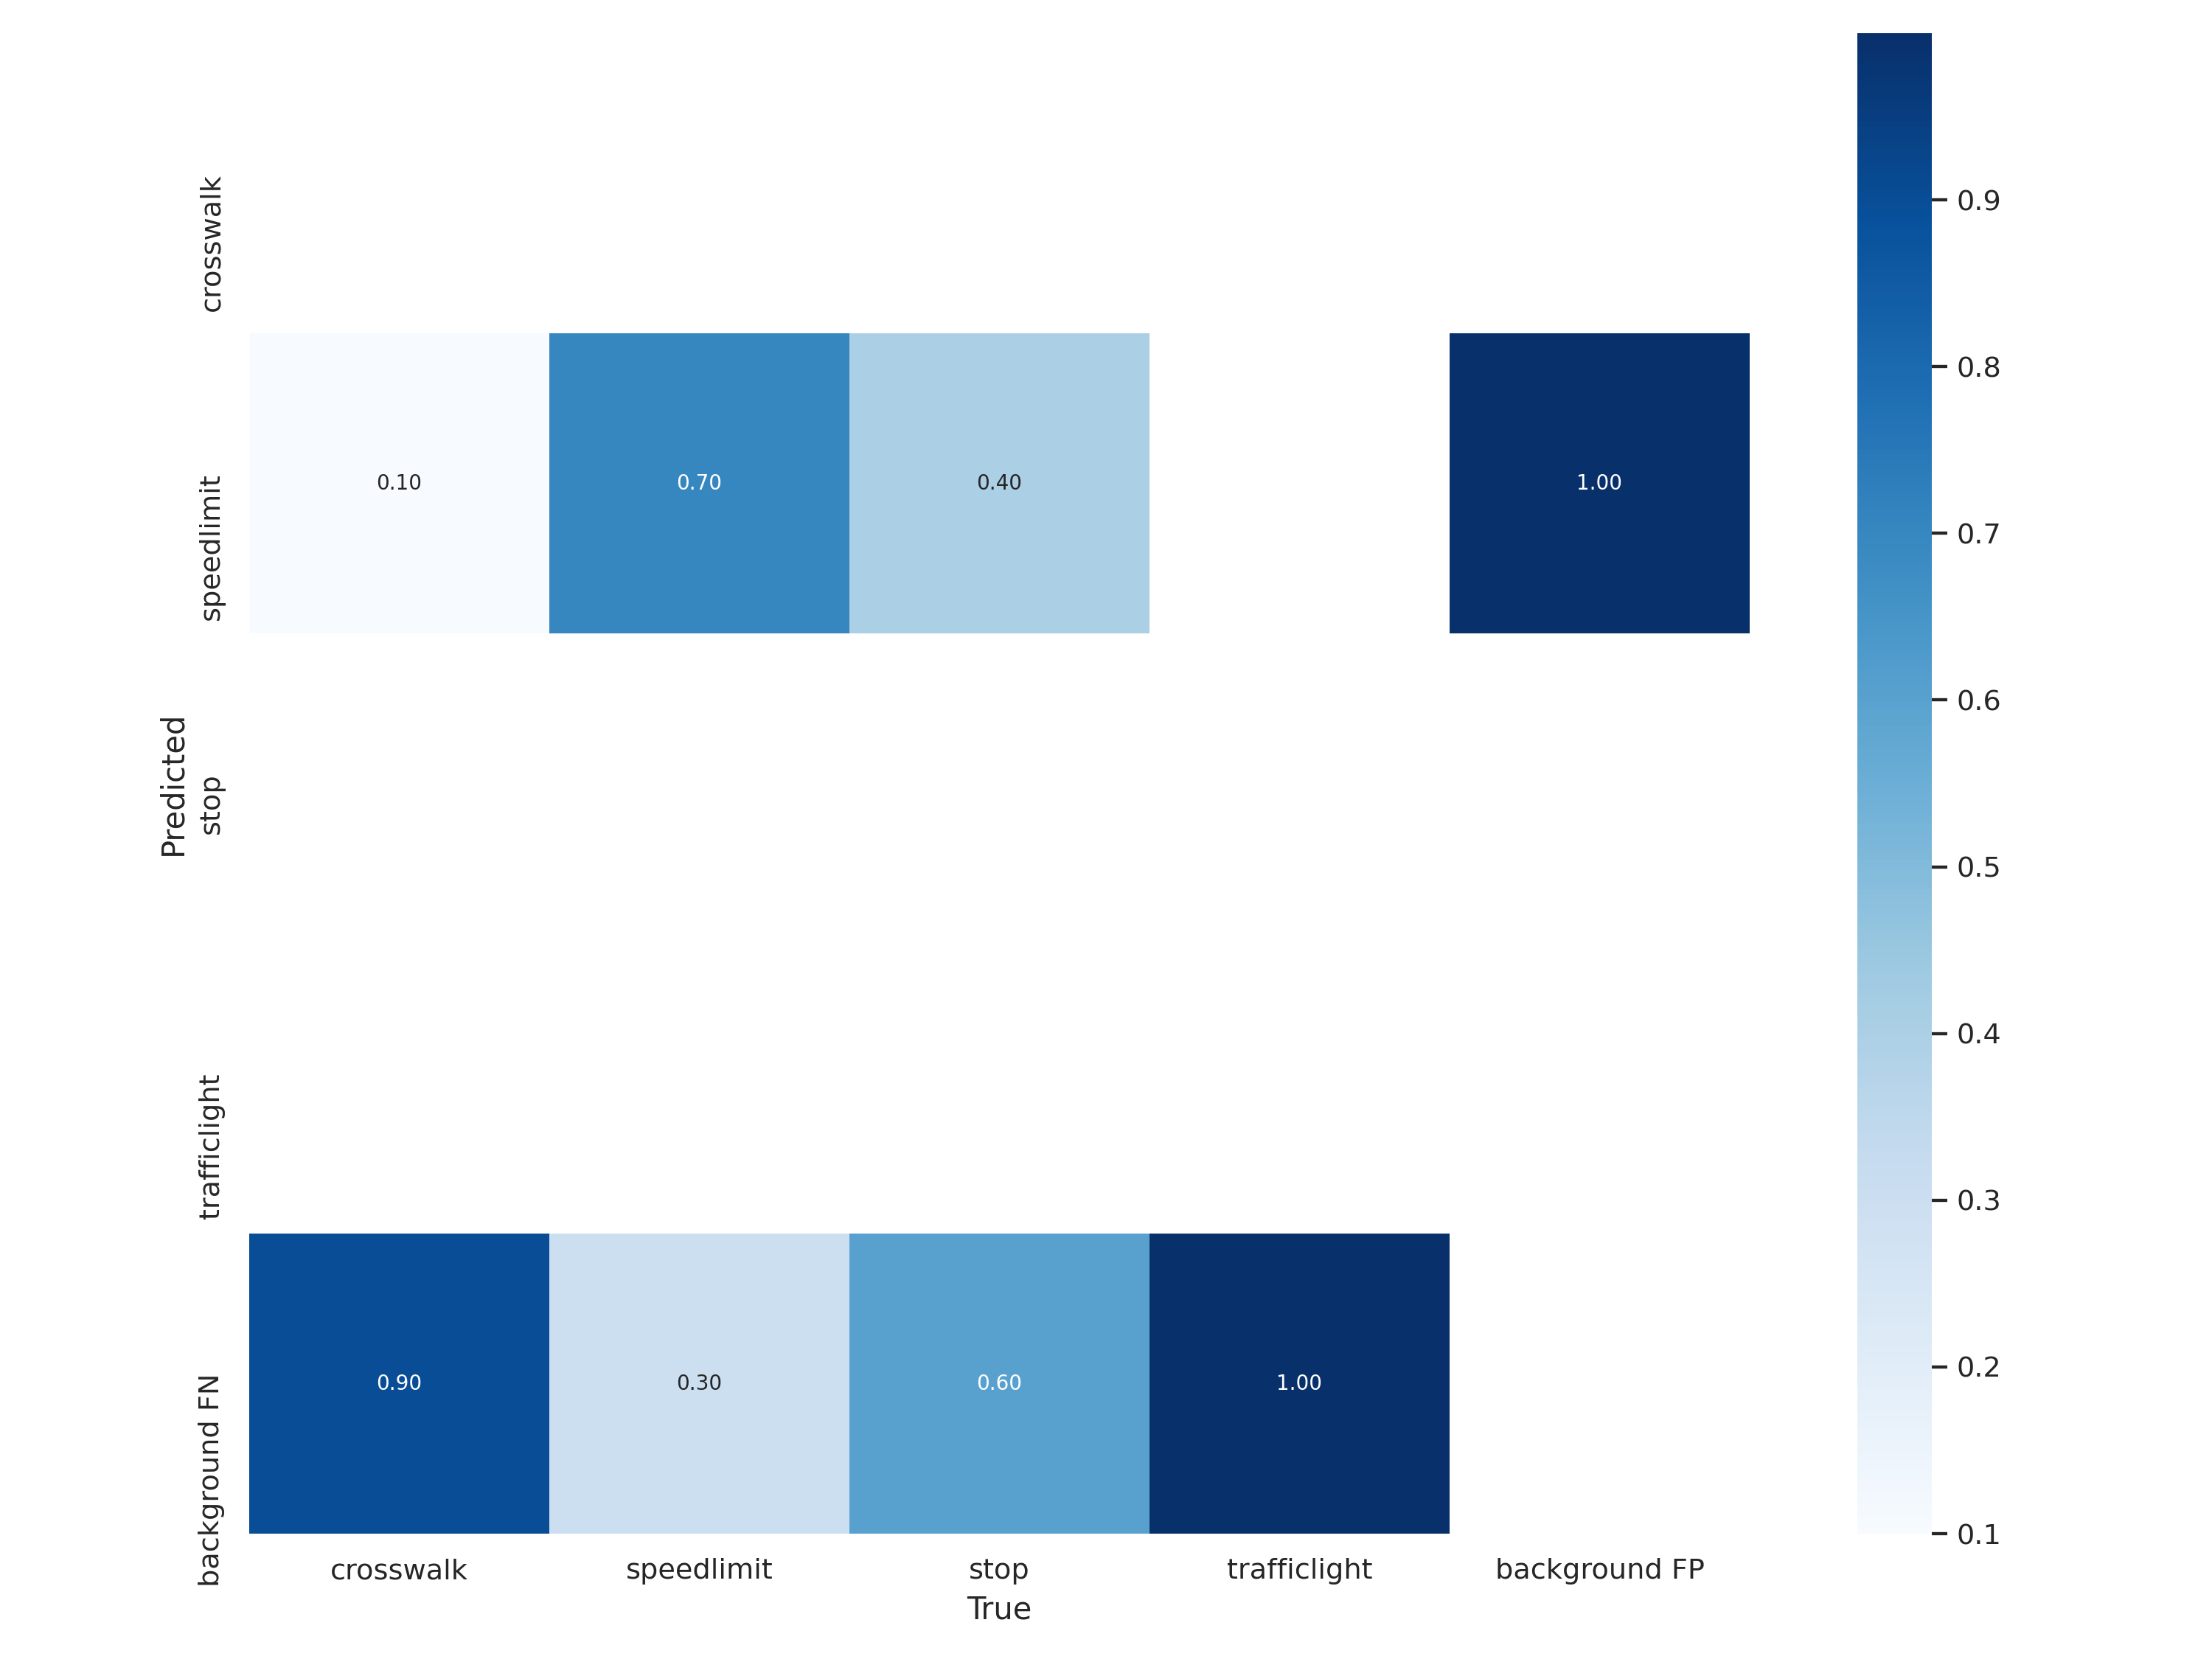 crosswalk
speedlimit
stop
trafficlight
background FN
Predicted
0.10 0.70 0.40 1.00
0.90 0.30 0.60 1.00
crosswalk speedlimit stop trafficlight background FP
True
0.9
0.8
0.7
0.6
0.5
0.4
0.3
0.2
0.1